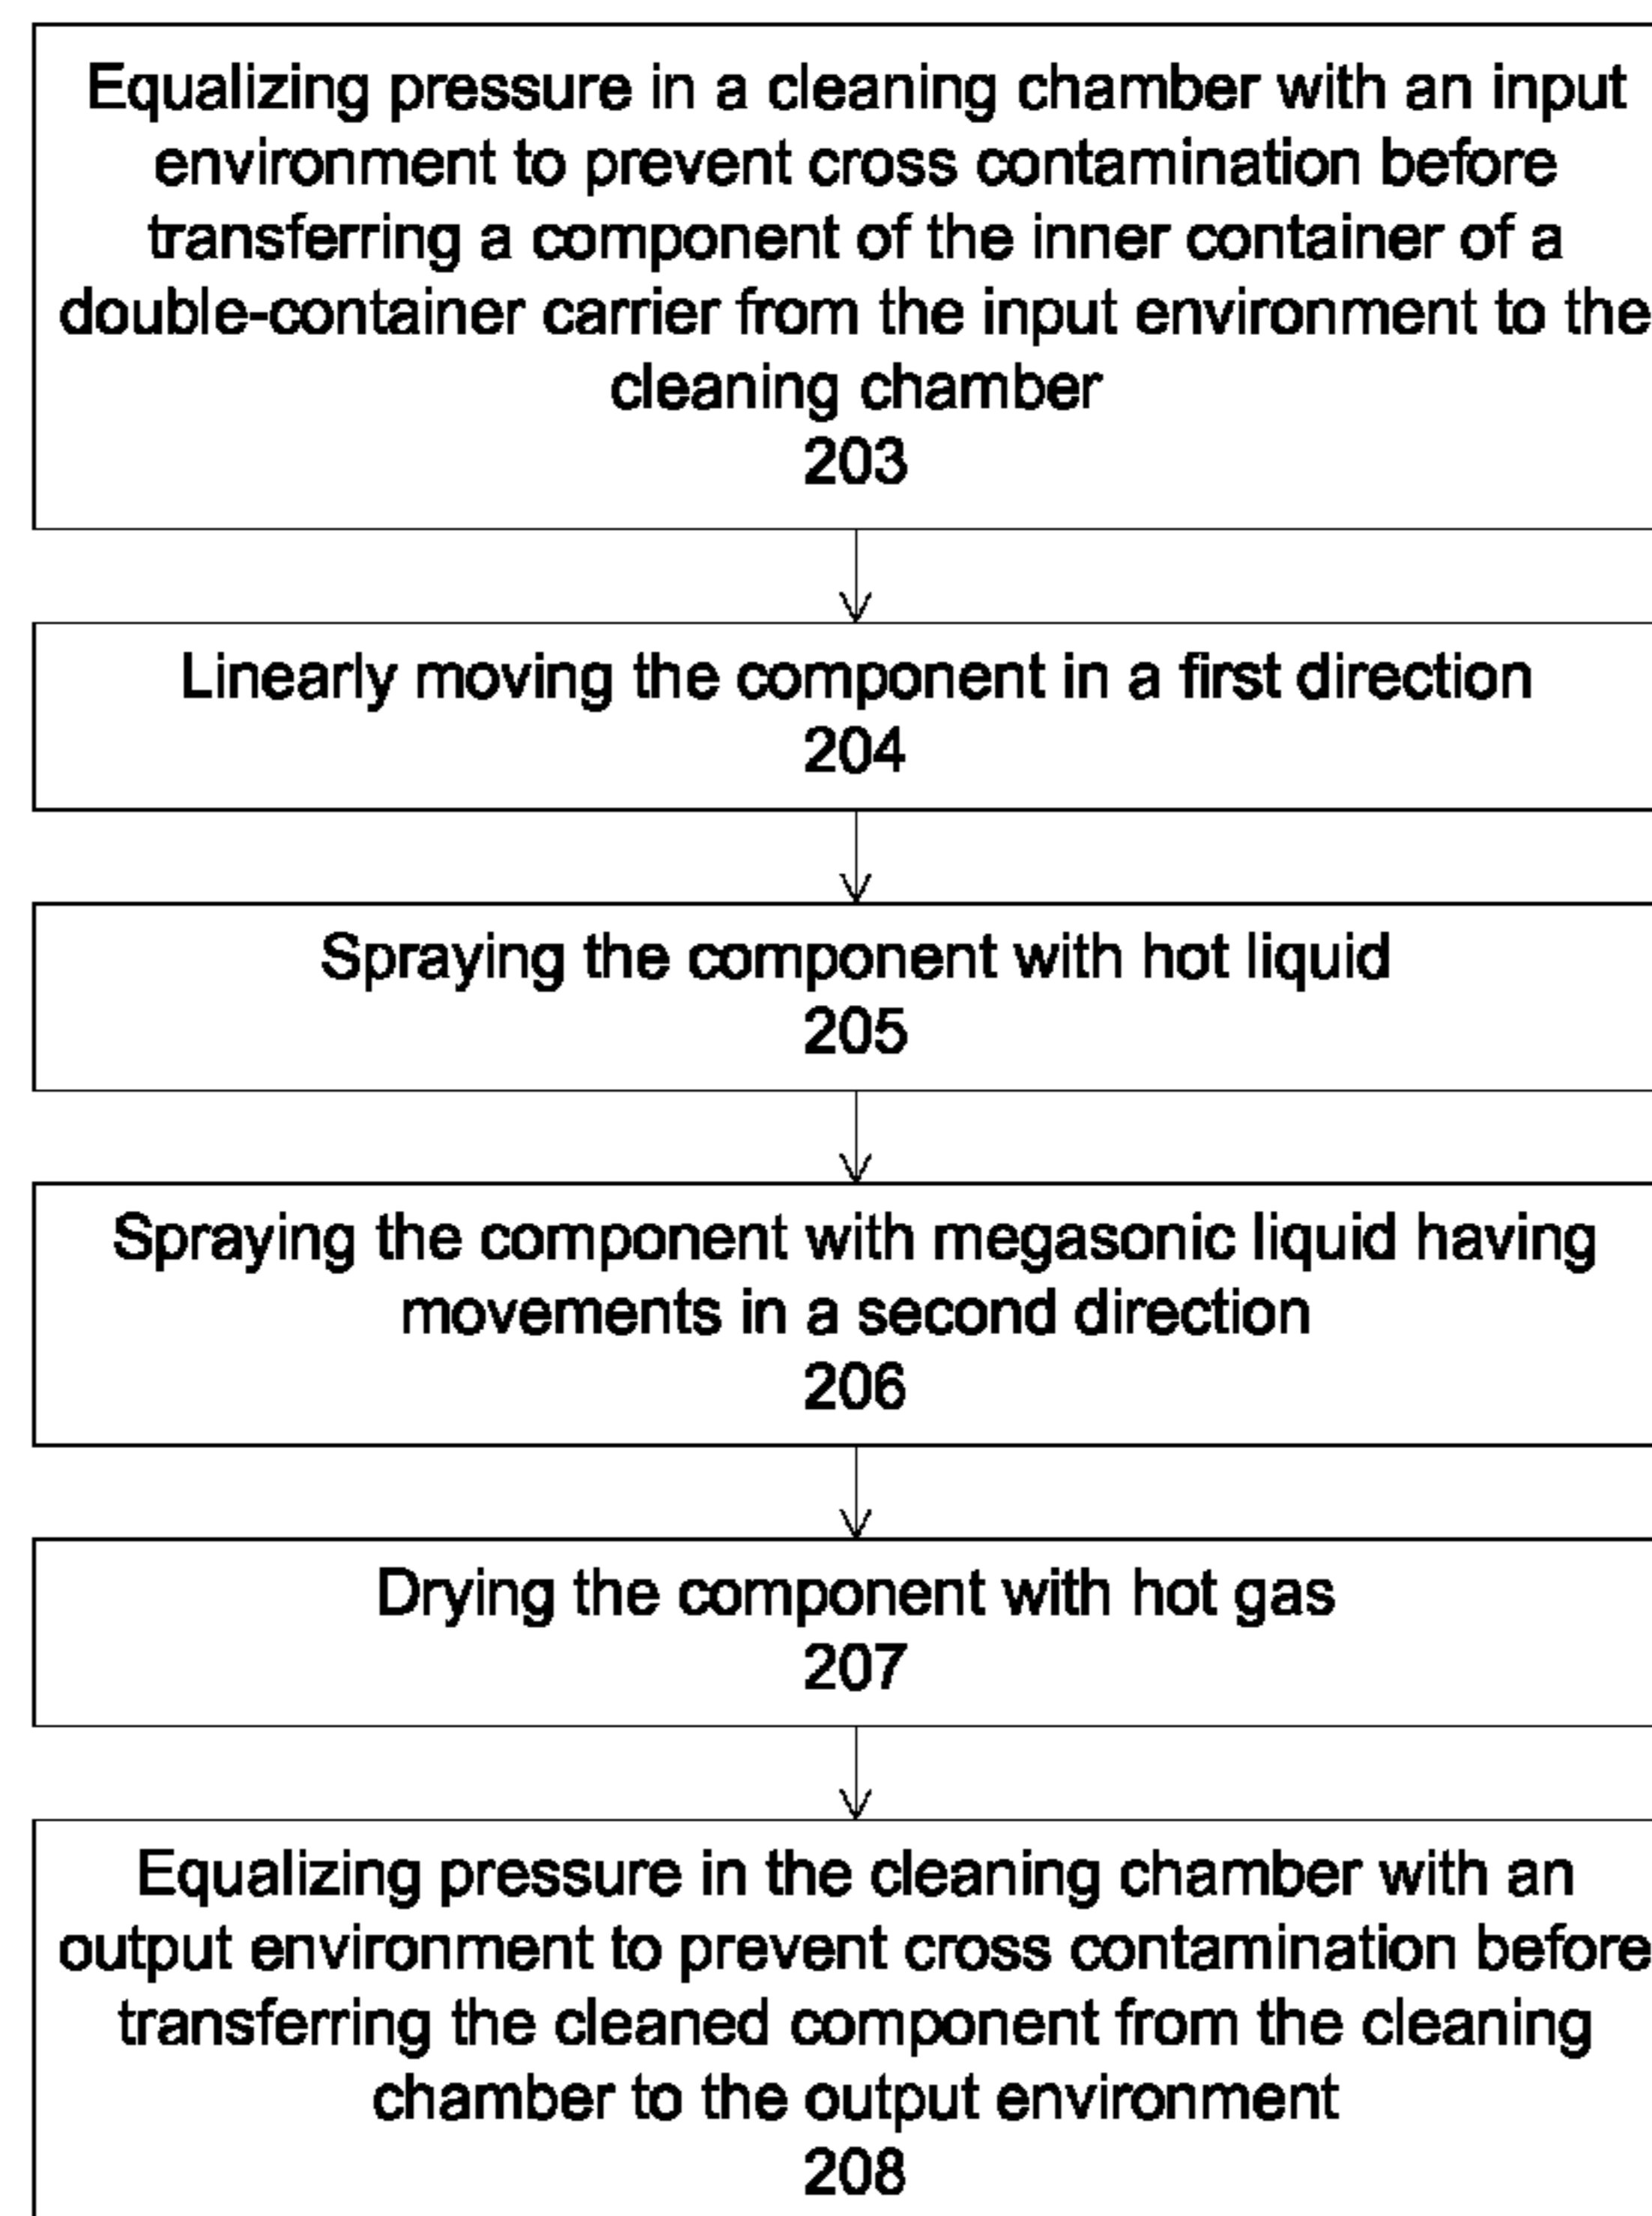 Equalizing pressure in a cleaning chamber with an input
environment to prevent cross contamination before
transferring a component of the inner container of a
double-container carrier from the input environment to the
cleaning chamber
203
Linearly moving the component in a first direction
204
Spraying the component with hot liquid
205
Spraying the component with megasonic liquid having
movements in a second direction
206
Drying the component with hot gas
207
Equalizing pressure in the cleaning chamber with an
output environment to prevent cross contamination before
transferring the cleaned component from the cleaning
chamber to the output environment
208